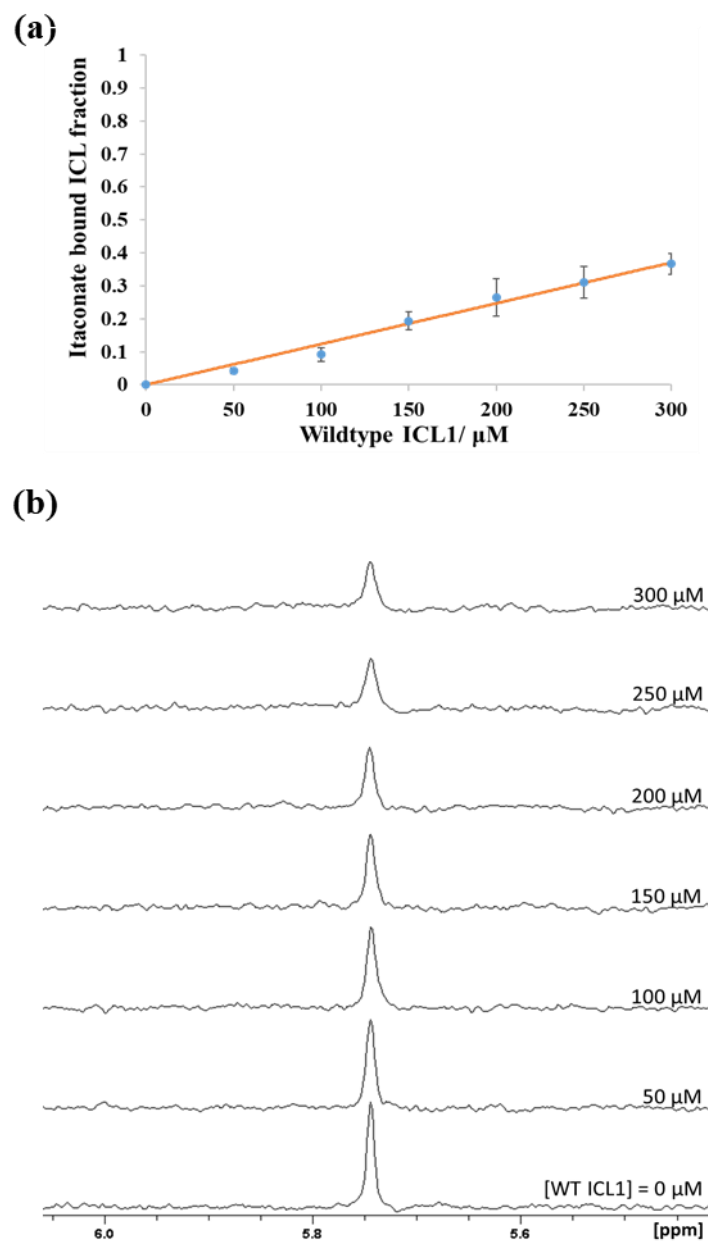 (a)
1
0.9
0.8
0.7
0.6
0.5
0.4
0.3
0.2
0.1
0
Itaconate bound ICL fraction
0 50 100 150 200 250 300
Wildtype ICL1/ μM
(b)
300 μM
250 μM
200 μM
150 μM
100 μM
50 μM
[WT ICL1] = 0 μM
6.0 5.8 5.6 [ppm]